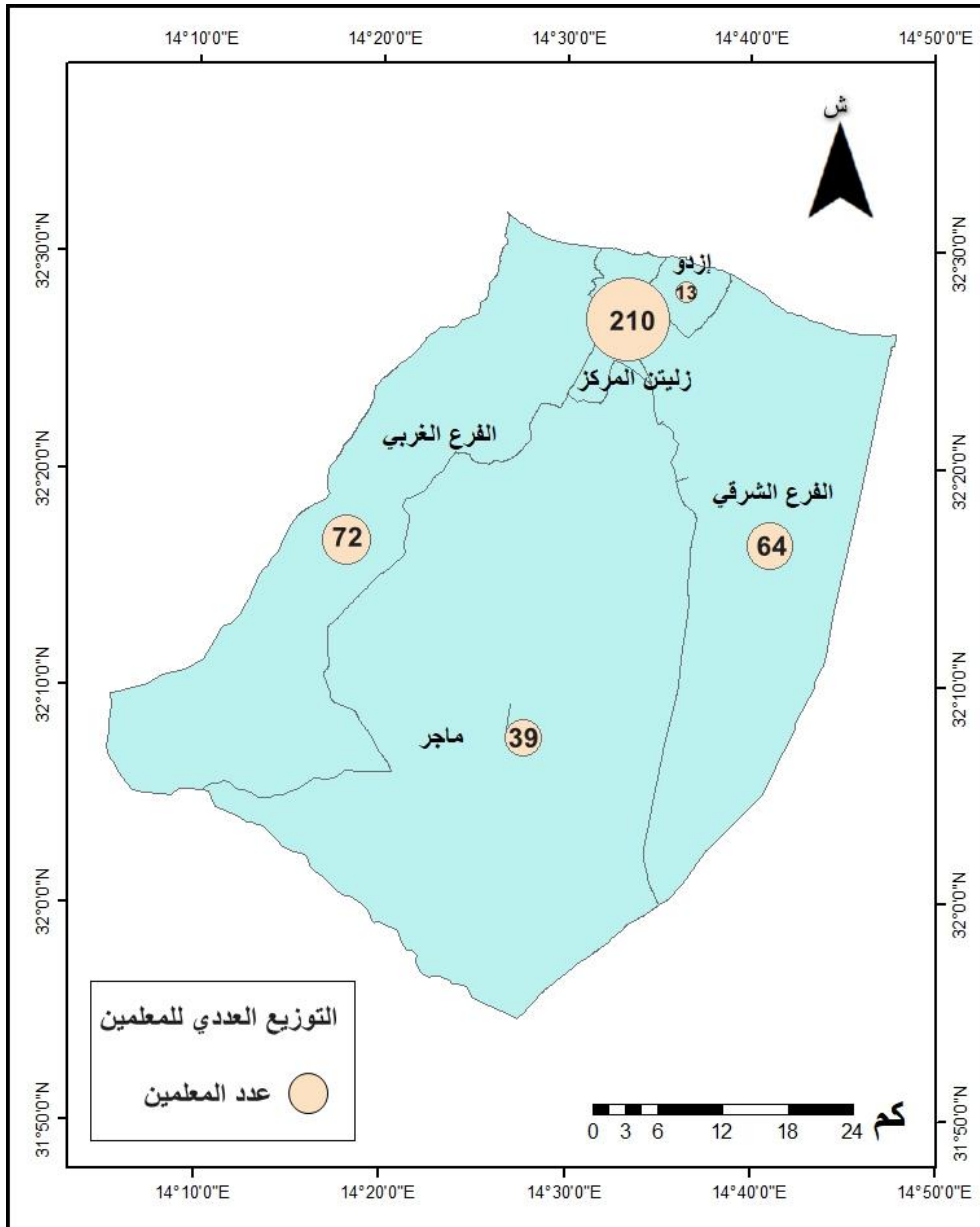 14°10'0"E 14°20'0"E 14°30'0"E 14°40'0"E 14°50'0"E
ش
32°30'0"N 32°30'0"N
إزدو
13
210
زليتن المركز
الفرع الغربي
32°20'0"N 32°20'0"N
الفرع الشرقي
72
64
32°10'0"N 32°10'0"N
ماجر
39
32°0'0"N 32°0'0"N
التوزيع العددي للمعلمين
عدد المعلمين
31°50'0"N 31°50'0"N
كم
0 3 6 12 18 24
14°10'0"E 14°20'0"E 14°30'0"E 14°40'0"E 14°50'0"E